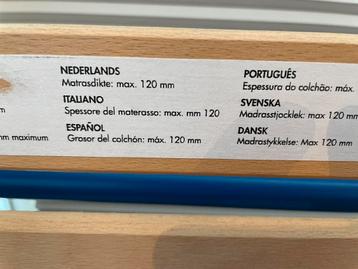 NEDERLANDS
Matrasdikte: max. 120 mm
ITALIANO
Spessore del materasso: max. mm 120
ESPAÑOL
Grosor del colchón: máx. 120 mm
PORTUGUÊS
Espessura do colchão: máx.
SVENSKA
Madrasstjocklek: max 120 mm
DANSK
Madrastykkelse: Max 120 mm
m
mm maximum